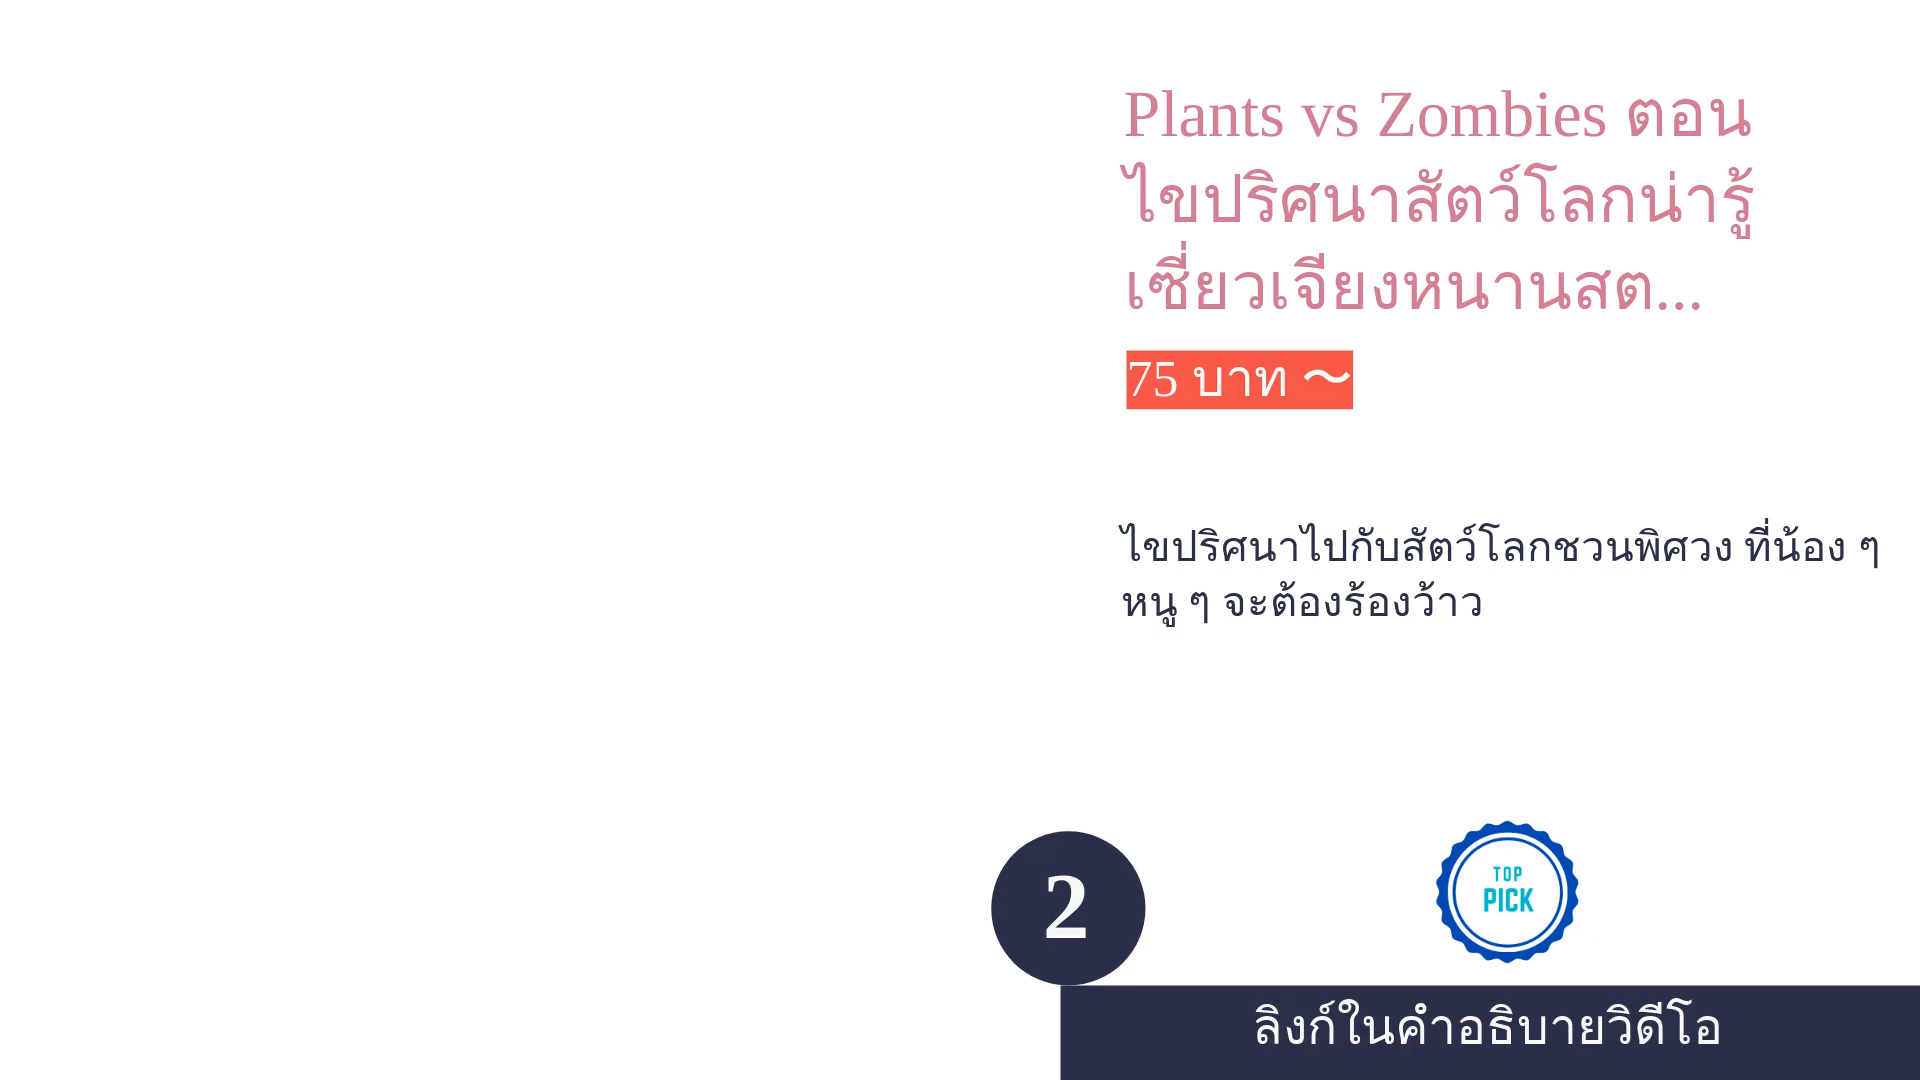 Plants vs Zombies ตอน
ไขปริศนาสัตว์โลกน่ารู้
เซี่ยวเจียงหนานสต...
75 บาท ～
ไขปริศนาไปกับสัตว์โลกชวนพิศวง ที่น้อง ๆ
หนู ๆ จะต้องร้องว้าว
2
TOP
PICK
ลิงก์ในคำอธิบายวิดีโอ